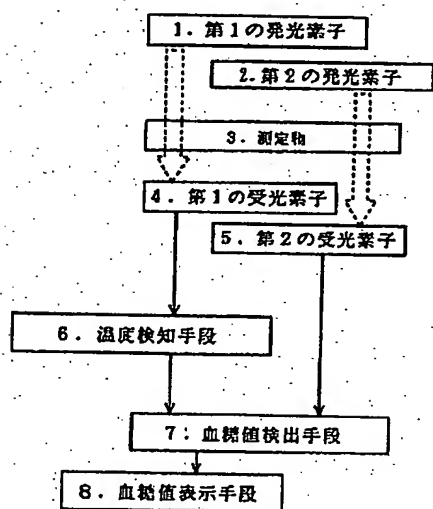 1. 第1の発光素子
2. 第2の発光素子
3. 測定物
4. 第1の受光素子
5. 第2の受光素子
6. 温度検知手段
7. 血糖値検出手段
8. 血糖値表示手段